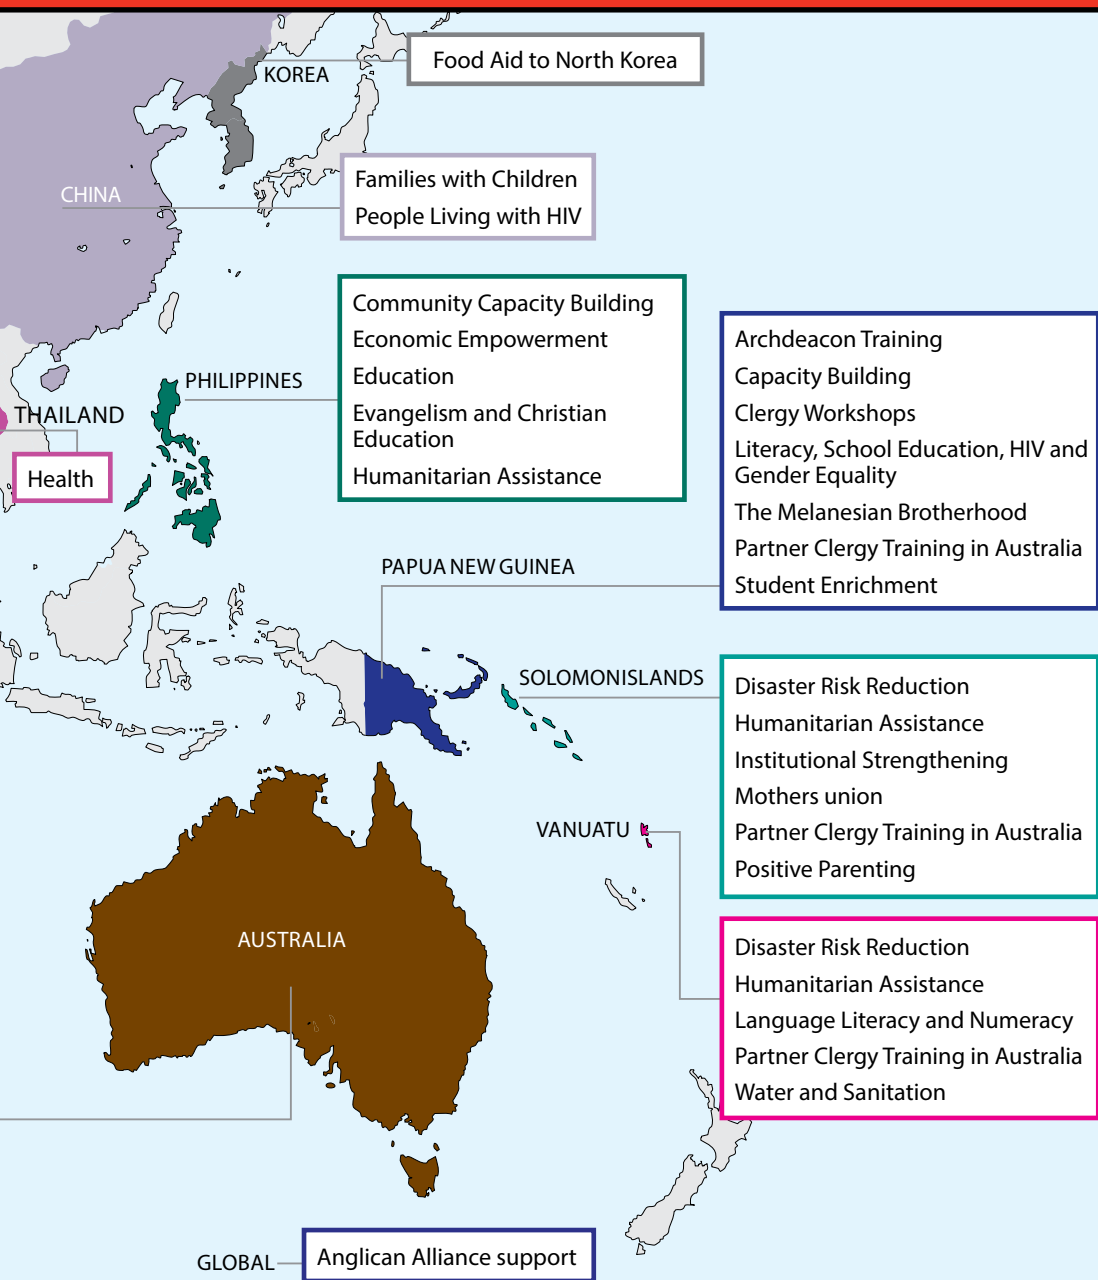 KOREA
Food Aid to North Korea
CHINA
Families with Children
People Living with HIV
PHILIPPINES
Community Capacity Building
Economic Empowerment
Education
Evangelism and Christian
Education
Humanitarian Assistance
THAILAND
Health
PAPUA NEW GUINEA
Archdeacon Training
Capacity Building
Clergy Workshops
Literacy, School Education, HIV and
Gender Equality
The Melanesian Brotherhood
Partner Clergy Training in Australia
Student Enrichment
SOLOMONISLANDS
Disaster Risk Reduction
Humanitarian Assistance
Institutional Strengthening
Mothers union
Partner Clergy Training in Australia
Positive Parenting
VANUATU
Disaster Risk Reduction
Humanitarian Assistance
Language Literacy and Numeracy
Partner Clergy Training in Australia
Water and Sanitation
AUSTRALIA
GLOBAL
Anglican Alliance support